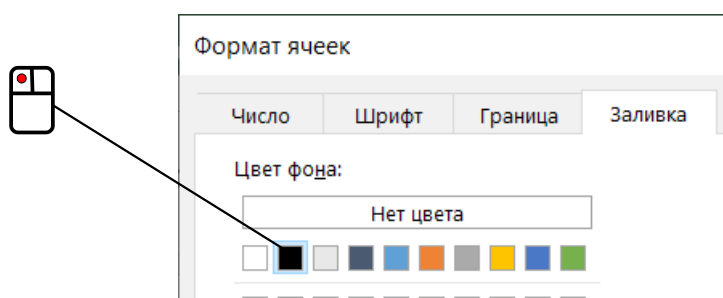 Формат ячеек
Число Шрифт Граница Заливка
Цвет фона:
Нет цвета